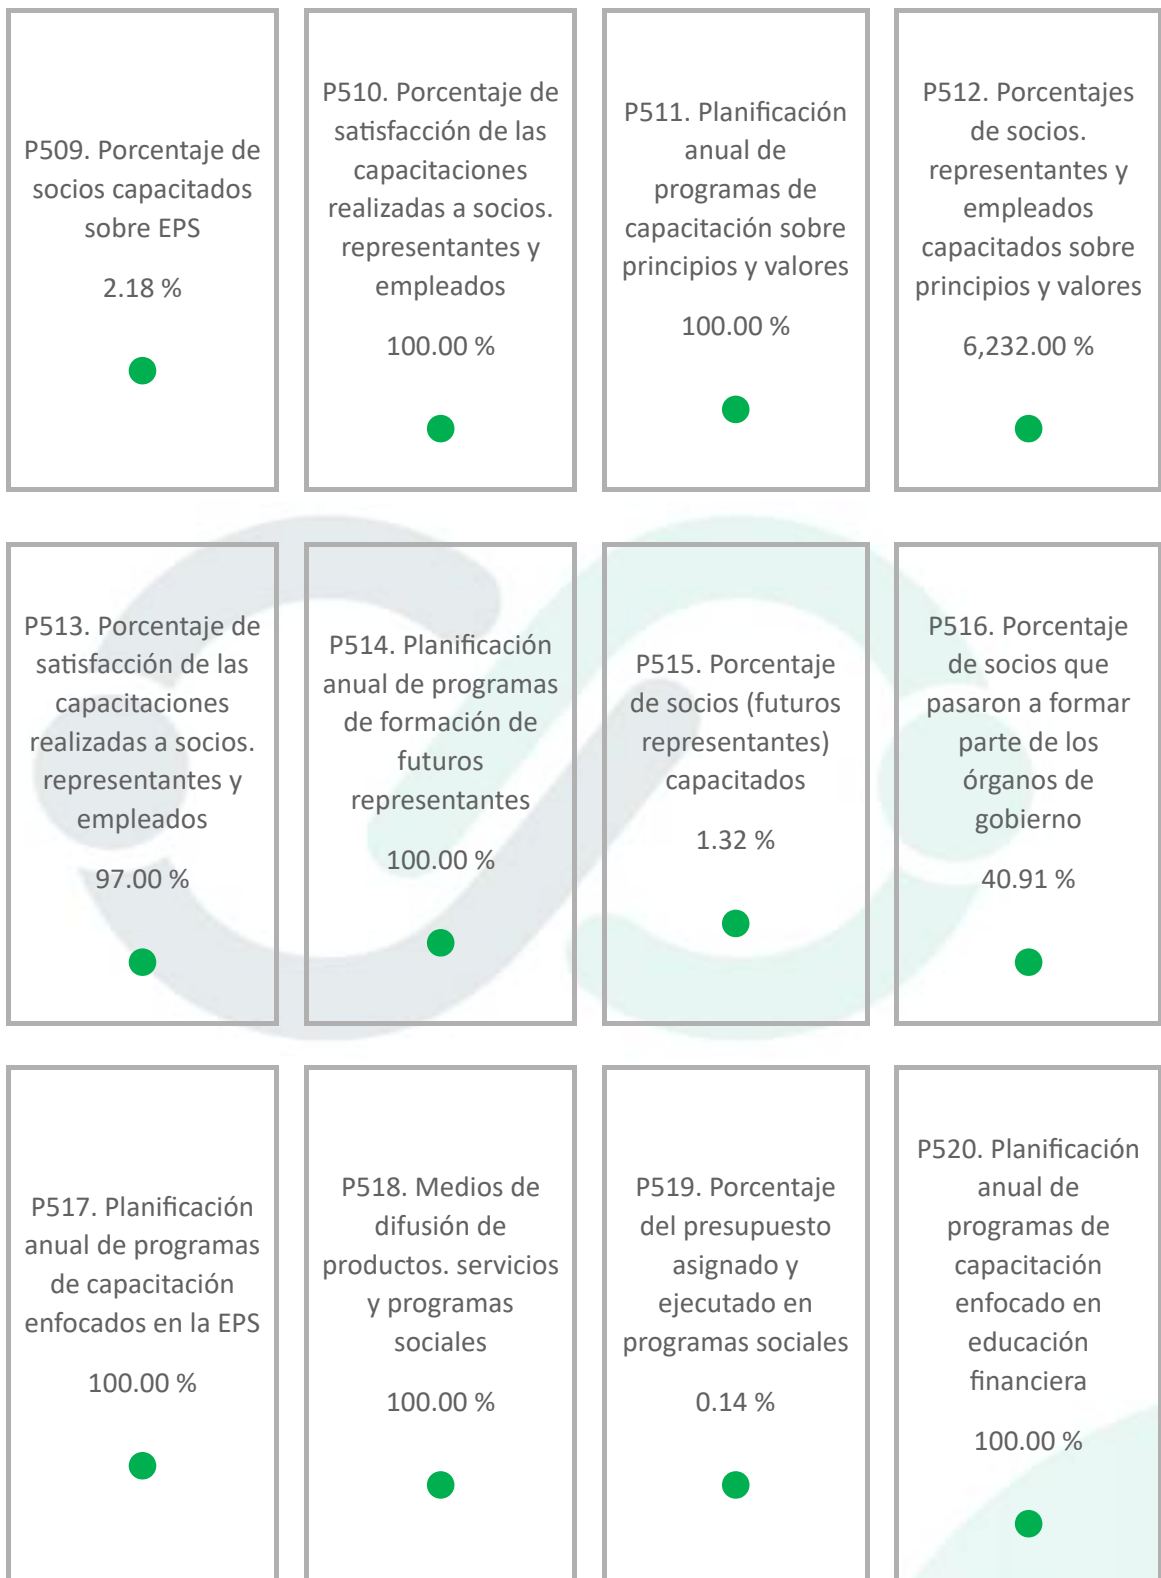 P509. Porcentaje de
socios capacitados
sobre EPS
2.18 %
P510. Porcentaje de
satisfacción de las
capacitaciones
realizadas a socios.
representantes y
empleados
100.00 %
P511. Planificación
anual de
programas de
capacitación sobre
principios y valores
100.00 %
P512. Porcentajes
de socios.
representantes y
empleados
capacitados sobre
principios y valores
6,232.00 %
P513. Porcentaje de
satisfacción de las
capacitaciones
realizadas a socios.
representantes y
empleados
97.00 %
P514. Planificación
anual de programas
de formación de
futuros
representantes
100.00 %
P515. Porcentaje
de socios (futuros
representantes)
capacitados
1.32 %
P516. Porcentaje
de socios que
pasaron a formar
parte de los
órganos de
gobierno
40.91 %
P517. Planificación
anual de programas
de capacitación
enfocados en la EPS
100.00 %
P518. Medios de
difusión de
productos. servicios
y programas
sociales
100.00 %
P519. Porcentaje
del presupuesto
asignado y
ejecutado en
programas sociales
0.14 %
P520. Planificación
anual de
programas de
capacitación
enfocado en
educación
financiera
100.00 %